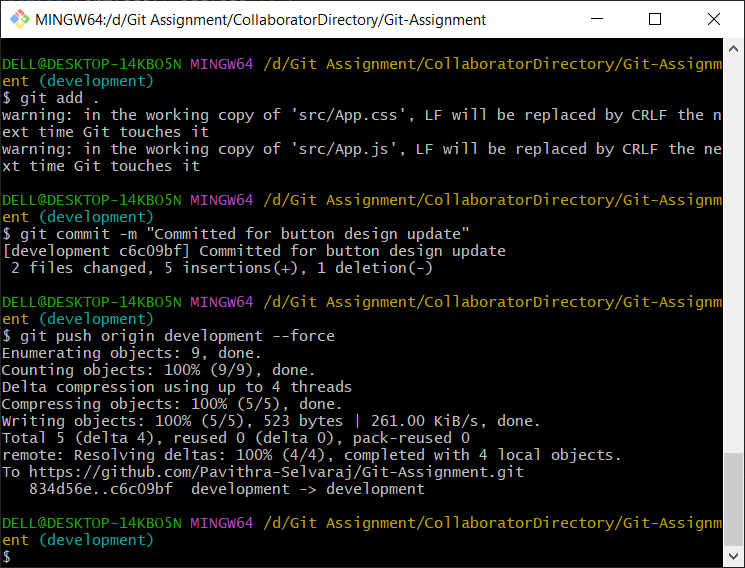 MINGW64:/d/Git Assignment/CollaboratorDirectory/Git-Assignment
DELL@DESKTOP-14KBO5N MINGW64 /d/Git Assignment/CollaboratorDirectory/Git-Assignm
ent (development)
$ git add .
warning: in the working copy of 'src/App.css', LF will be replaced by CRLF the n
ext time Git touches it
warning: in the working copy of 'src/App.js', LF will be replaced by CRLF the ne
xt time Git touches it
DELL@DESKTOP-14KBO5N MINGW64 /d/Git Assignment/CollaboratorDirectory/Git-Assignm
ent (development)
$ git commit -m "Committed for button design update"
[development c6c09bf] Committed for button design update
 2 files changed, 5 insertions(+), 1 deletion(-)
DELL@DESKTOP-14KBO5N MINGW64 /d/Git Assignment/CollaboratorDirectory/Git-Assignm
ent (development)
$ git push origin development --force
Enumerating objects: 9, done.
Counting objects: 100% (9/9), done.
Delta compression using up to 4 threads
Compressing objects: 100% (5/5), done.
Writing objects: 100% (5/5), 523 bytes | 261.00 KiB/s, done.
Total 5 (delta 4), reused 0 (delta 0), pack-reused 0
remote: Resolving deltas: 100% (4/4), completed with 4 local objects.
To https://github.com/Pavithra-Selvaraj/Git-Assignment.git
   834d56e..c6c09bf  development -> development
DELL@DESKTOP-14KBO5N MINGW64 /d/Git Assignment/CollaboratorDirectory/Git-Assignm
ent (development)
$